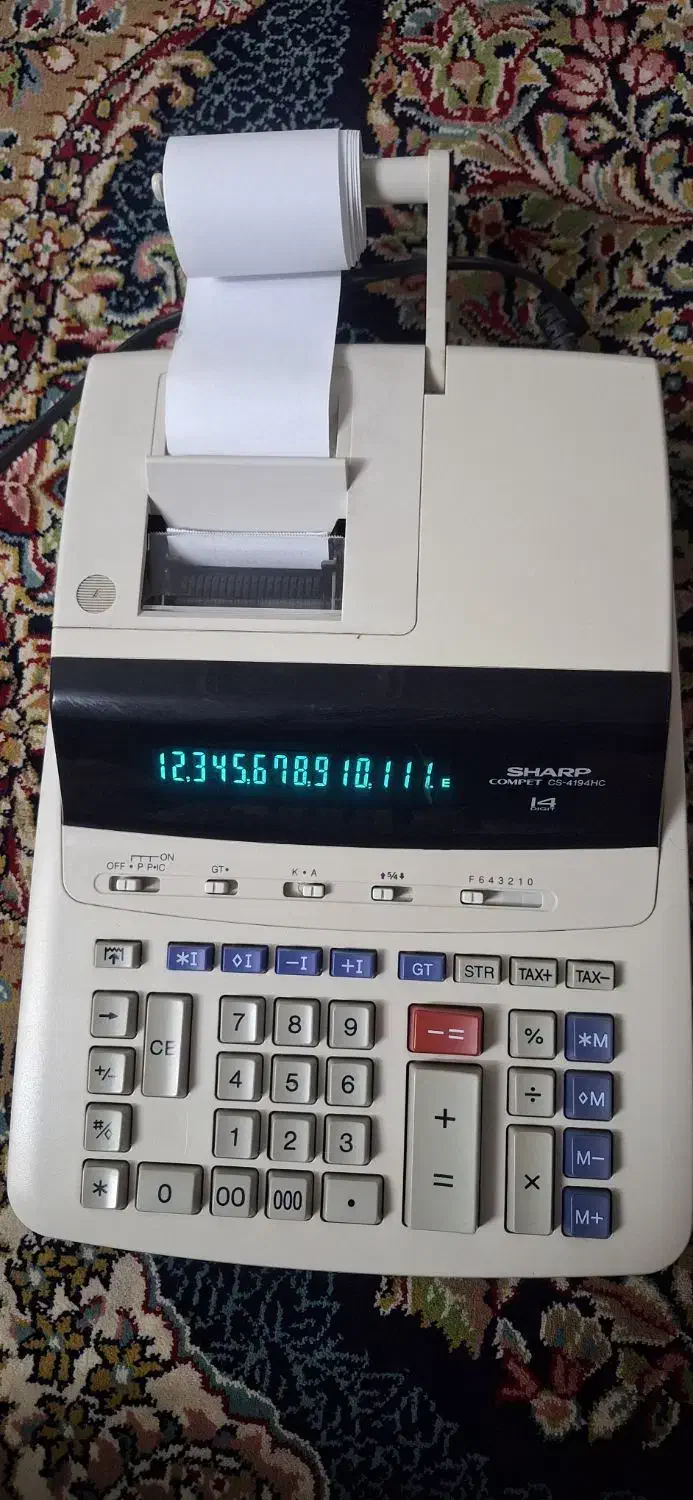 12,345,678,910,111. E
SHARP
COMPET CS-4194HC
14
DIGIT
ON
OFF • P P•IC
GT•
K • A
↑5/4↓
F 6 4 3 2 1 0
*I ◊I −I +I GT STR TAX+ TAX−
→ CE 7 8 9 −= % *M
+/− 4 5 6 + ÷ ◊M
#/◊ 1 2 3 = × M−
* 0 00 000 • M+